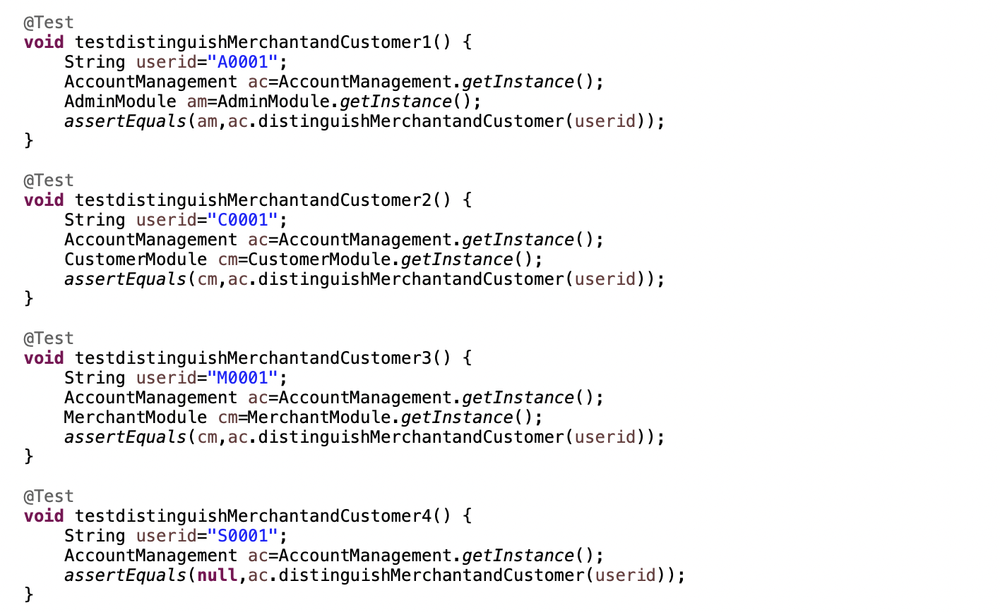 @Test
void testdistinguishMerchantandCustomer1() {
    String userid="A0001";
    AccountManagement ac=AccountManagement.getInstance();
    AdminModule am=AdminModule.getInstance();
    assertEquals(am,ac.distinguishMerchantandCustomer(userid));
}

@Test
void testdistinguishMerchantandCustomer2() {
    String userid="C0001";
    AccountManagement ac=AccountManagement.getInstance();
    CustomerModule cm=CustomerModule.getInstance();
    assertEquals(cm,ac.distinguishMerchantandCustomer(userid));
}

@Test
void testdistinguishMerchantandCustomer3() {
    String userid="M0001";
    AccountManagement ac=AccountManagement.getInstance();
    MerchantModule cm=MerchantModule.getInstance();
    assertEquals(cm,ac.distinguishMerchantandCustomer(userid));
}

@Test
void testdistinguishMerchantandCustomer4() {
    String userid="S0001";
    AccountManagement ac=AccountManagement.getInstance();
    assertEquals(null,ac.distinguishMerchantandCustomer(userid));
}